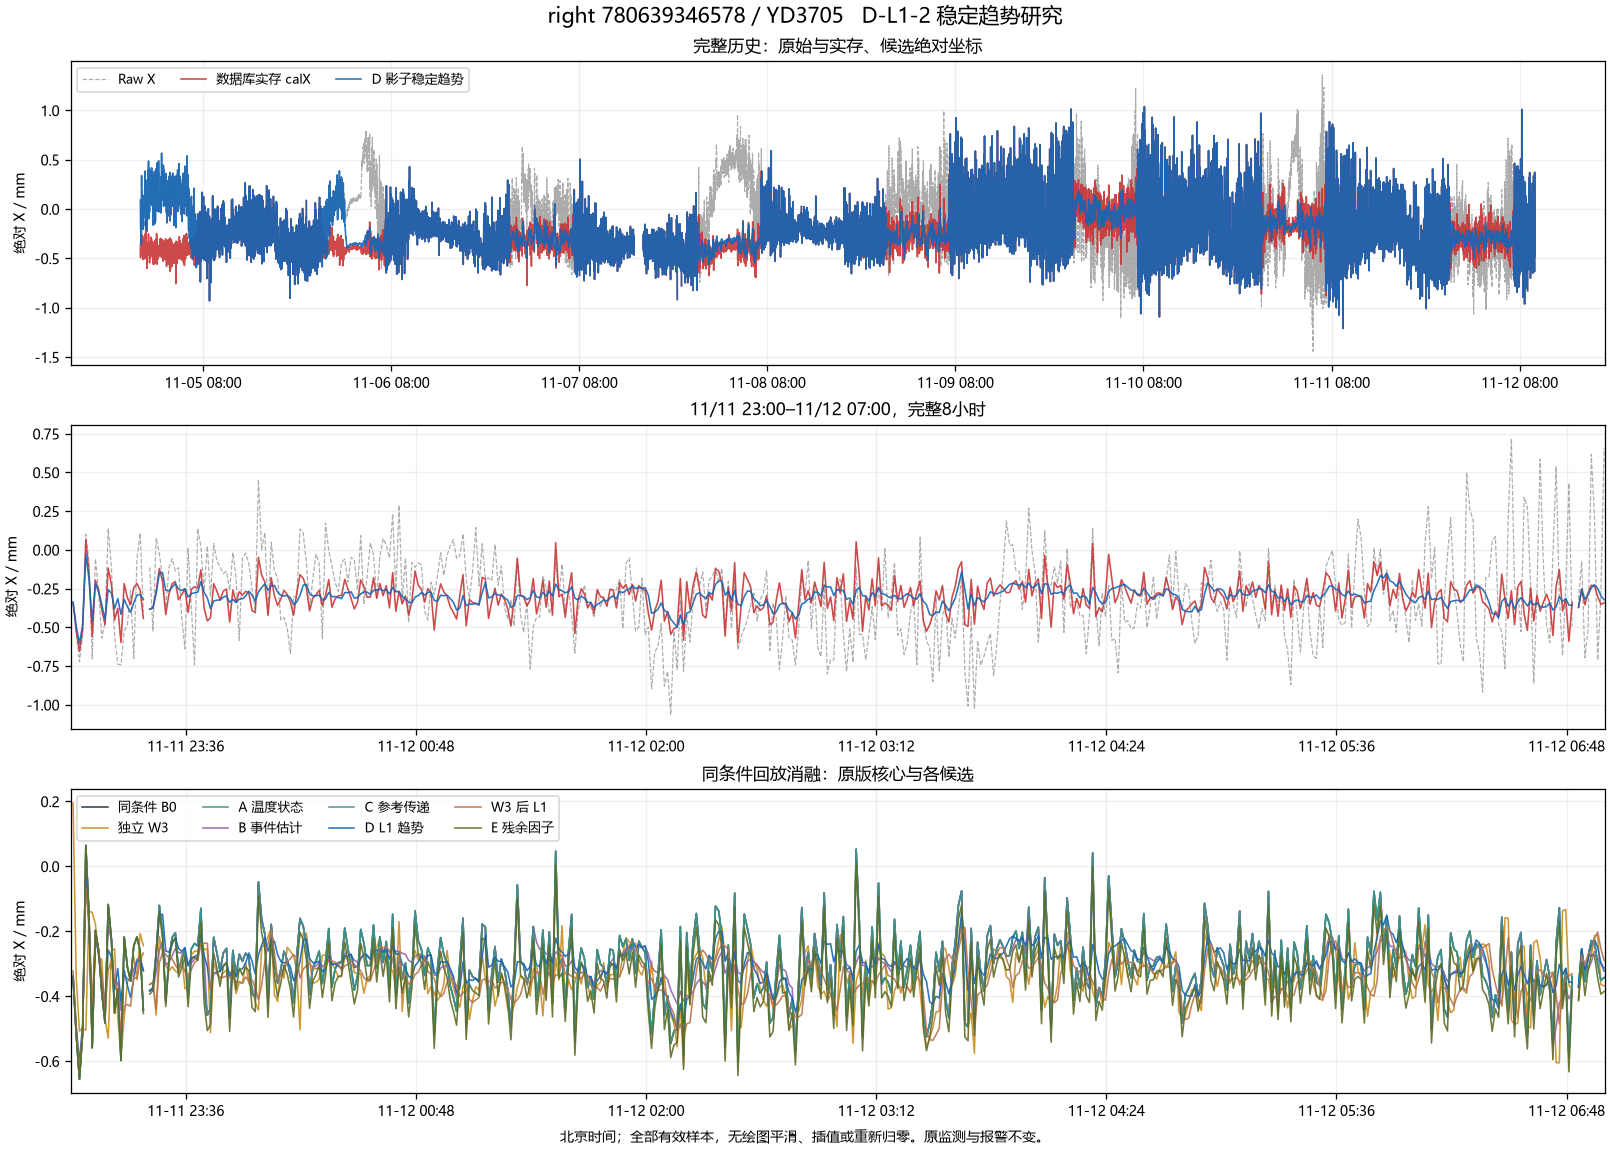 right 780639346578 / YD3705   D-L1-2 稳定趋势研究
完整历史：原始与实存、候选绝对坐标
Raw X
数据库实存 calX
D 影子稳定趋势
绝对 X / mm
1.0
0.5
0.0
-0.5
-1.0
-1.5
11-05 08:00
11-06 08:00
11-07 08:00
11-08 08:00
11-09 08:00
11-10 08:00
11-11 08:00
11-12 08:00
11/11 23:00–11/12 07:00，完整8小时
绝对 X / mm
0.75
0.50
0.25
0.00
-0.25
-0.50
-0.75
-1.00
11-11 23:36
11-12 00:48
11-12 02:00
11-12 03:12
11-12 04:24
11-12 05:36
11-12 06:48
同条件回放消融：原版核心与各候选
同条件 B0
A 温度状态
C 参考传递
W3 后 L1
独立 W3
B 事件估计
D L1 趋势
E 残余因子
绝对 X / mm
0.2
0.0
-0.2
-0.4
-0.6
11-11 23:36
11-12 00:48
11-12 02:00
11-12 03:12
11-12 04:24
11-12 05:36
11-12 06:48
北京时间；全部有效样本，无绘图平滑、插值或重新归零。原监测与报警不变。